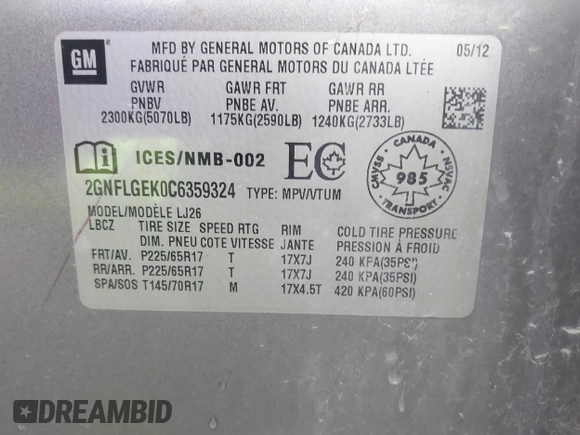 GM
MFD BY GENERAL MOTORS OF CANADA LTD. 05/12
FABRIQUÉ PAR GENERAL MOTORS DU CANADA LTÉE
GVWR GAWR FRT GAWR RR
PNBV PNBE AV. PNBE ARR.
2300KG(5070LB) 1175KG(2590LB) 1240KG(2733LB)
ICES/NMB-002 EC
CANADA
CMVSS NSVAC
985
TRANSPORT
2GNFLGEK0C6359324 TYPE: MPV/VTUM
MODEL/MODÈLE LJ26
LBCZ TIRE SIZE SPEED RTG RIM COLD TIRE PRESSURE
DIM. PNEU COTE VITESSE JANTE PRESSION À FROID
FRT/AV. P225/65R17 T 17X7J 240 KPA(35PSI)
RR/ARR. P225/65R17 T 17X7J 240 KPA(35PSI)
SPA/SOS T145/70R17 M 17X4.5T 420 KPA(60PSI)
DREAMBID